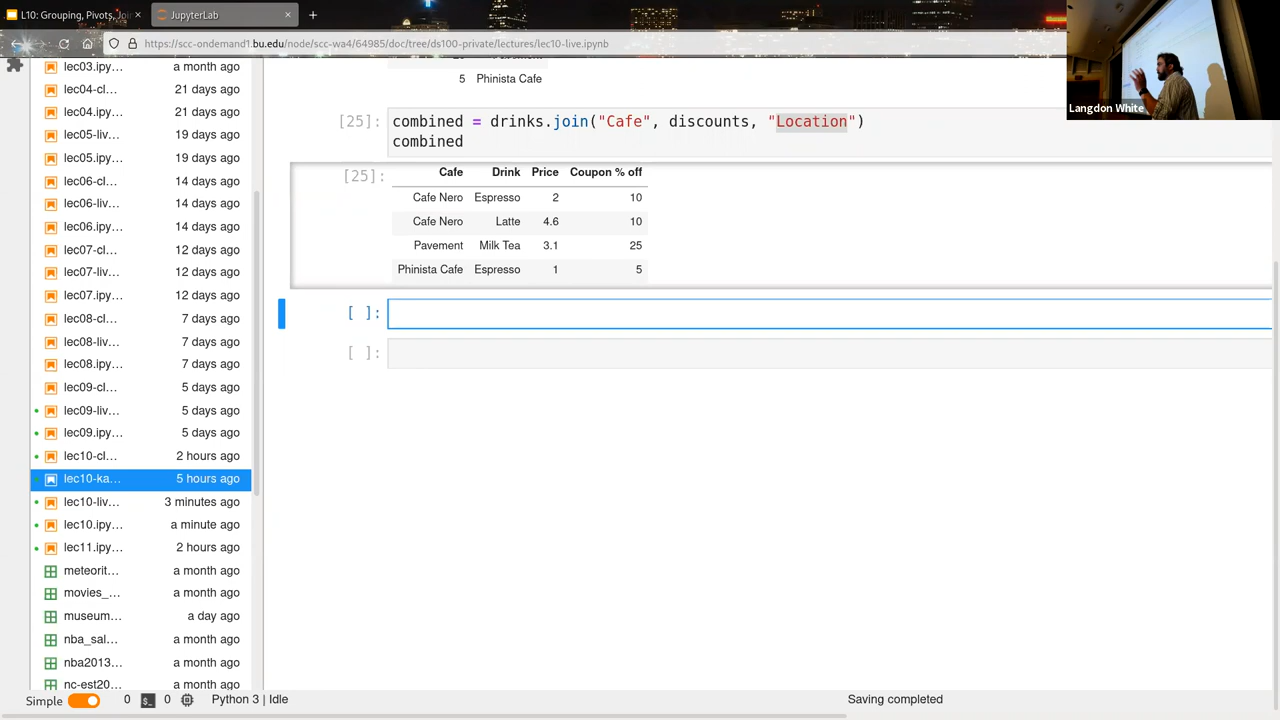 L10: Grouping, Pivots, Joi
JupyterLab
https://scc-ondemand1.bu.edu/node/scc-wa4/64985/doc/tree/ds100-private/lectures/lec10-live.ipynb
Langdon White
lec03.ipy… a month ago
lec04-cl… 21 days ago
lec04.ipy… 21 days ago
lec05-liv… 19 days ago
lec05.ipy… 19 days ago
lec06-cl… 14 days ago
lec06-liv… 14 days ago
lec06.ipy… 14 days ago
lec07-cl… 12 days ago
lec07-liv… 12 days ago
lec07.ipy… 12 days ago
lec08-cl… 7 days ago
lec08-liv… 7 days ago
lec08.ipy… 7 days ago
lec09-cl… 5 days ago
lec09-liv… 5 days ago
lec09.ipy… 5 days ago
lec10-cl… 2 hours ago
lec10-ka… 5 hours ago
lec10-liv… 3 minutes ago
lec10.ipy… a minute ago
lec11.ipy… 2 hours ago
meteorit… a month ago
movies_… a month ago
museum… a day ago
nba_sal… a month ago
nba2013… a month ago
nc-est20… a month ago
5 Phinista Cafe
[25]: combined = drinks.join("Cafe", discounts, "Location")
combined
[25]: Cafe Drink Price Coupon % off
Cafe Nero Espresso 2 10
Cafe Nero Latte 4.6 10
Pavement Milk Tea 3.1 25
Phinista Cafe Espresso 1 5
[ ]:
[ ]:
Simple 0 $_ 0 Python 3 | Idle Saving completed